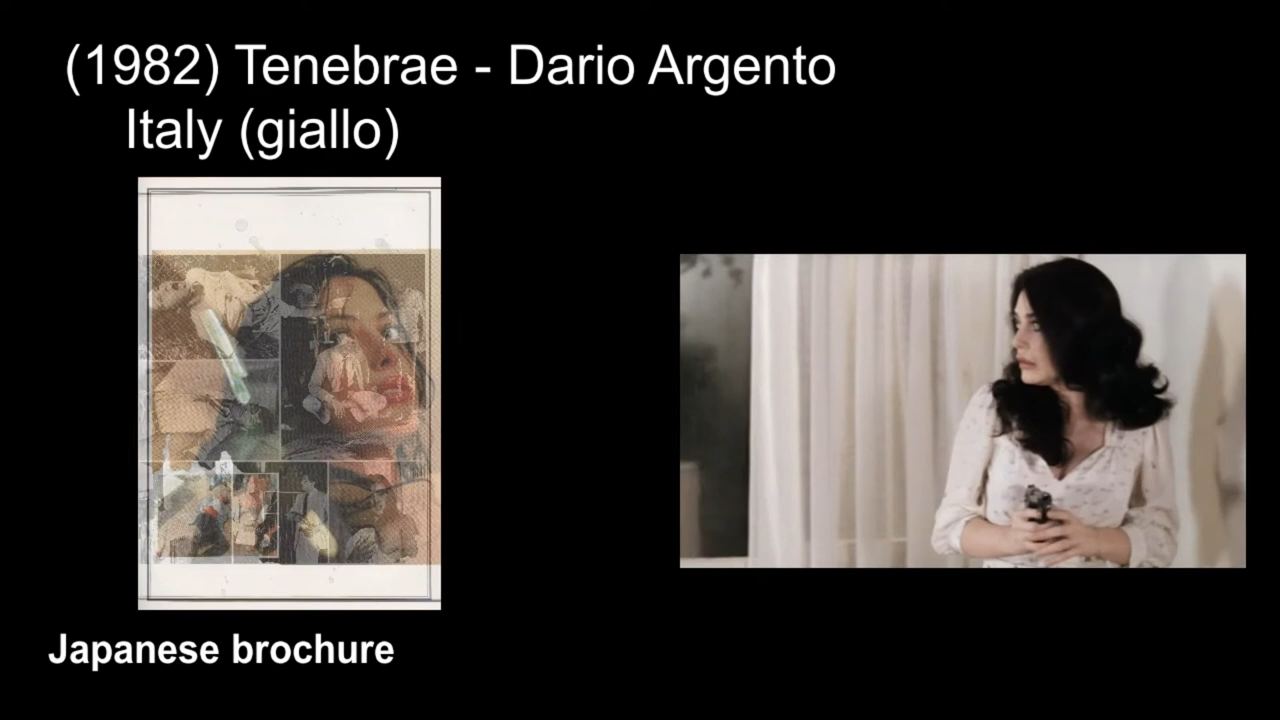 (1982) Tenebrae - Dario Argento
Italy (giallo)
Japanese brochure